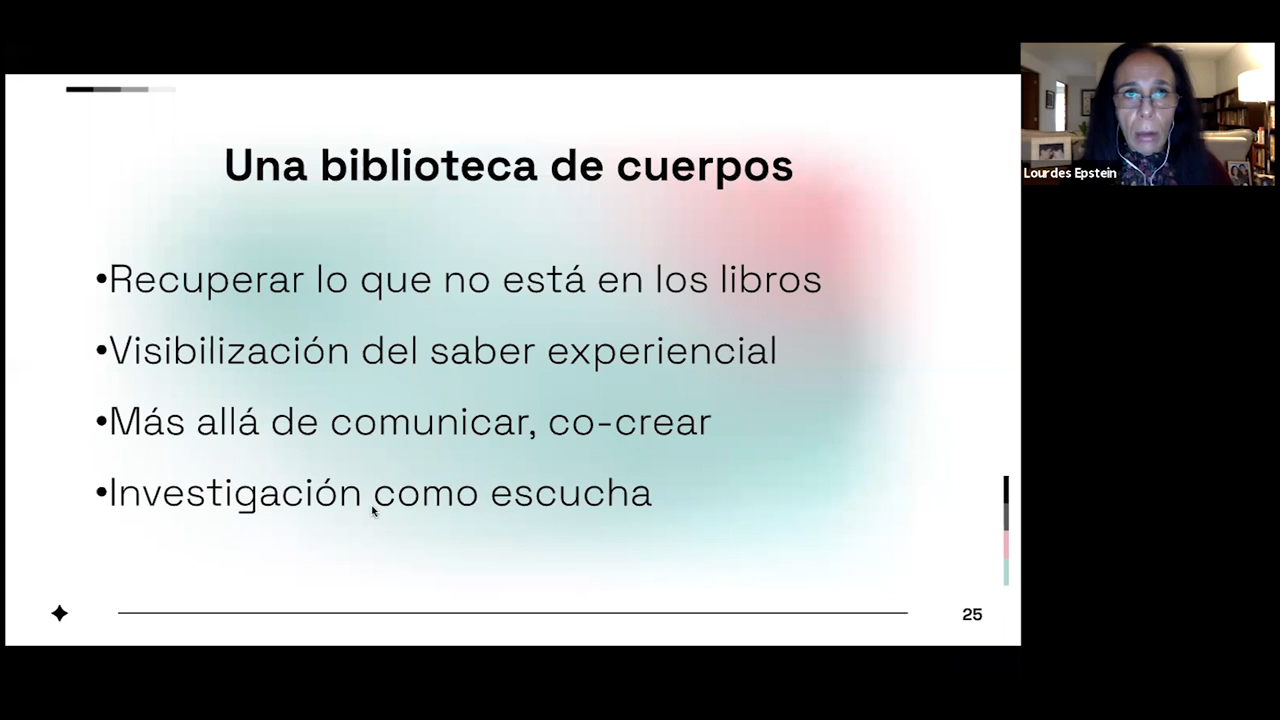 Una biblioteca de cuerpos
•Recuperar lo que no está en los libros
•Visibilización del saber experiencial
•Más allá de comunicar, co-crear
•Investigación como escucha
25
Lourdes Epstein